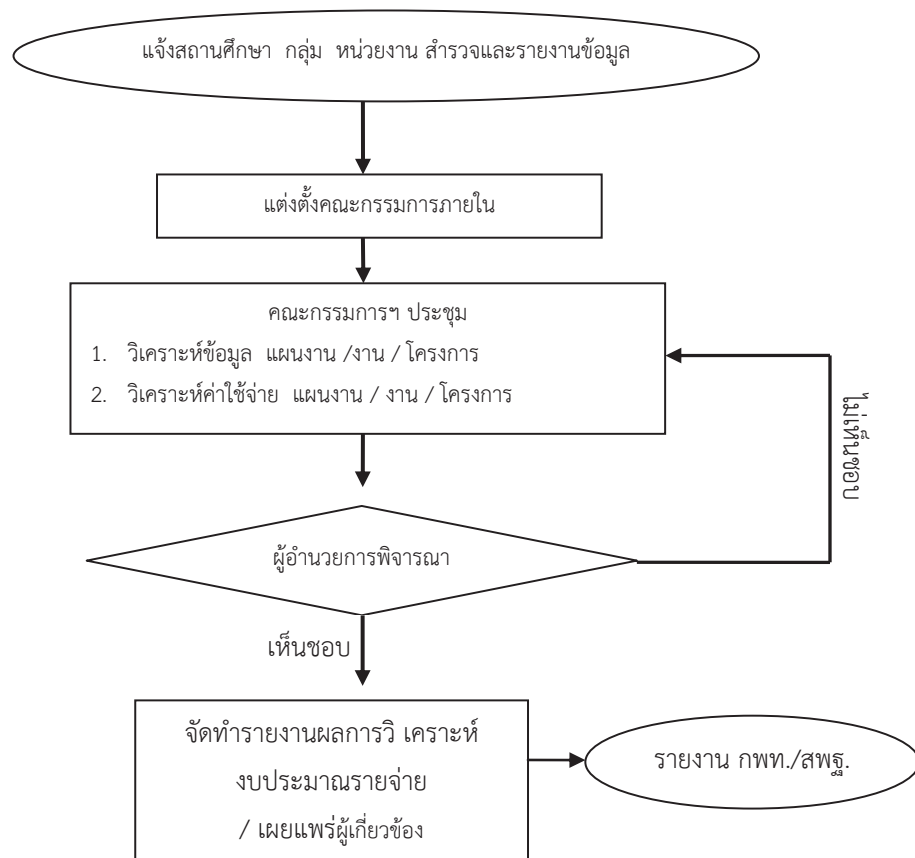 แจ้งสถานศึกษา กลุ่ม หน่วยงาน สำรวจและรายงานข้อมูล
แต่งตั้งคณะกรรมการภายใน
คณะกรรมการฯ ประชุม
1. วิเคราะห์ข้อมูล แผนงาน /งาน / โครงการ
2. วิเคราะห์ค่าใช้จ่าย แผนงาน / งาน / โครงการ
ไม่เห็นชอบ
ผู้อำนวยการพิจารณา
เห็นชอบ
จัดทำรายงานผลการวิ เคราะห์
งบประมาณรายจ่าย
/ เผยแพร่ผู้เกี่ยวข้อง
รายงาน กพท./สพฐ.